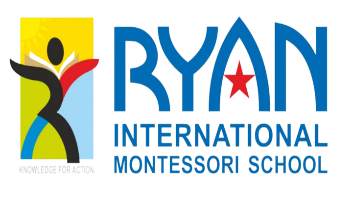 RYAN
INTERNATIONAL
MONTESSORI SCHOOL
KNOWLEDGE FOR ACTION